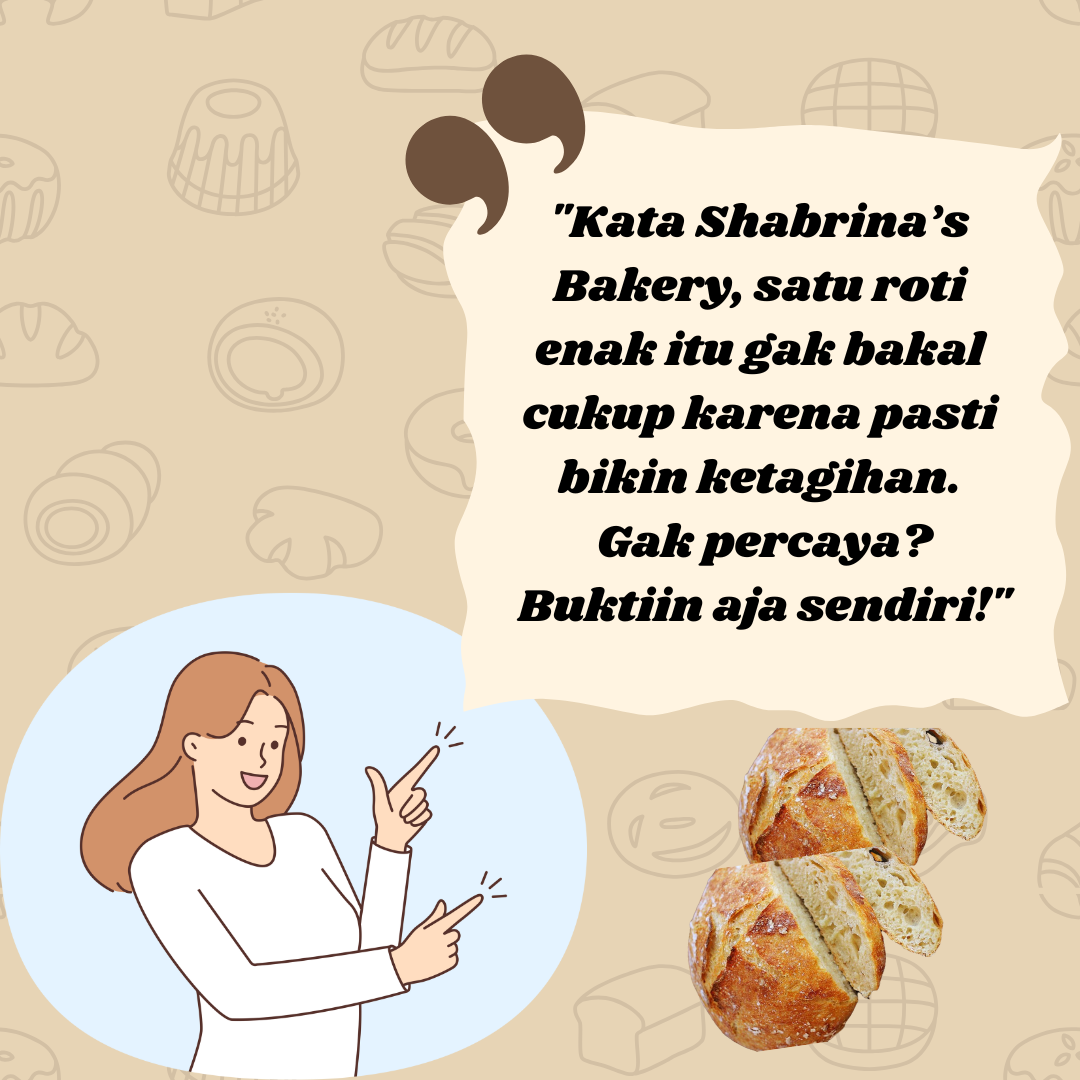 "Kata Shabrina’s
Bakery, satu roti
enak itu gak bakal
cukup karena pasti
bikin ketagihan.
Gak percaya?
Buktiin aja sendiri!"